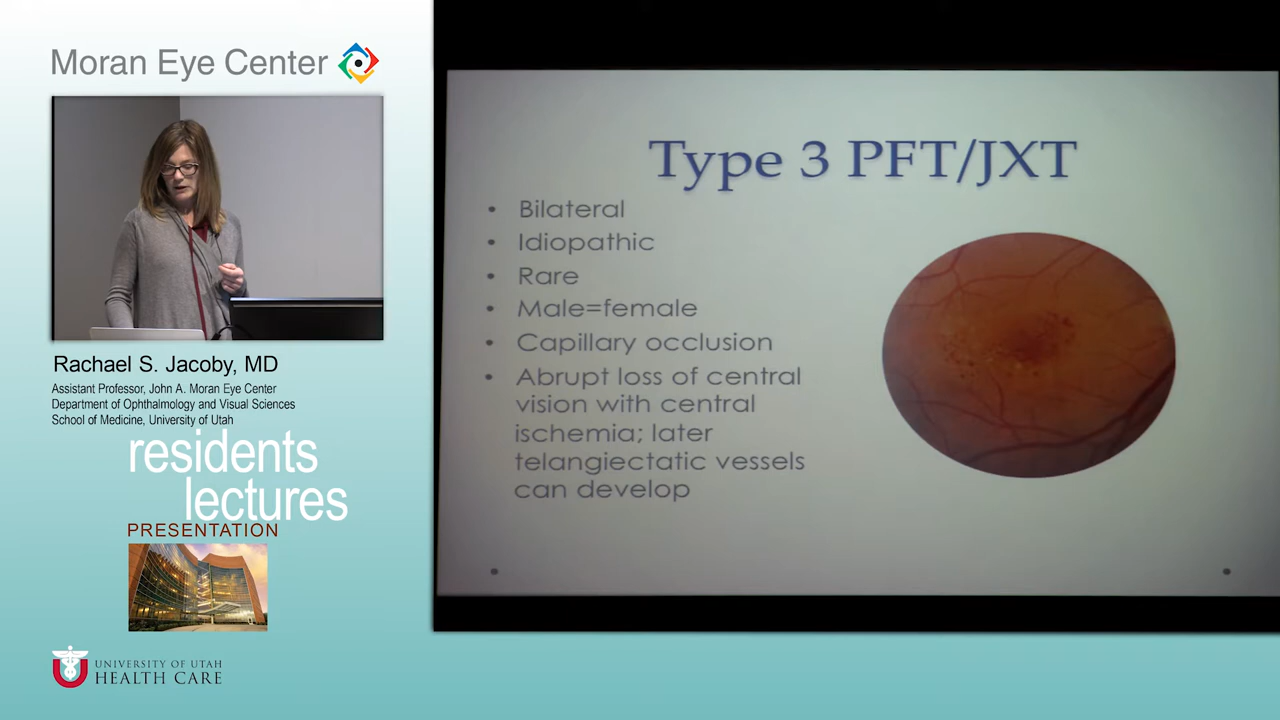 Moran Eye Center
Rachael S. Jacoby, MD
Assistant Professor, John A. Moran Eye Center
Department of Ophthalmology and Visual Sciences
School of Medicine, University of Utah
residents
lectures
PRESENTATION
UNIVERSITY OF UTAH
HEALTH CARE
Type 3 PFT/JXT
• Bilateral
• Idiopathic
• Rare
• Male=female
• Capillary occlusion
• Abrupt loss of central
vision with central
ischemia; later
telangiectatic vessels
can develop